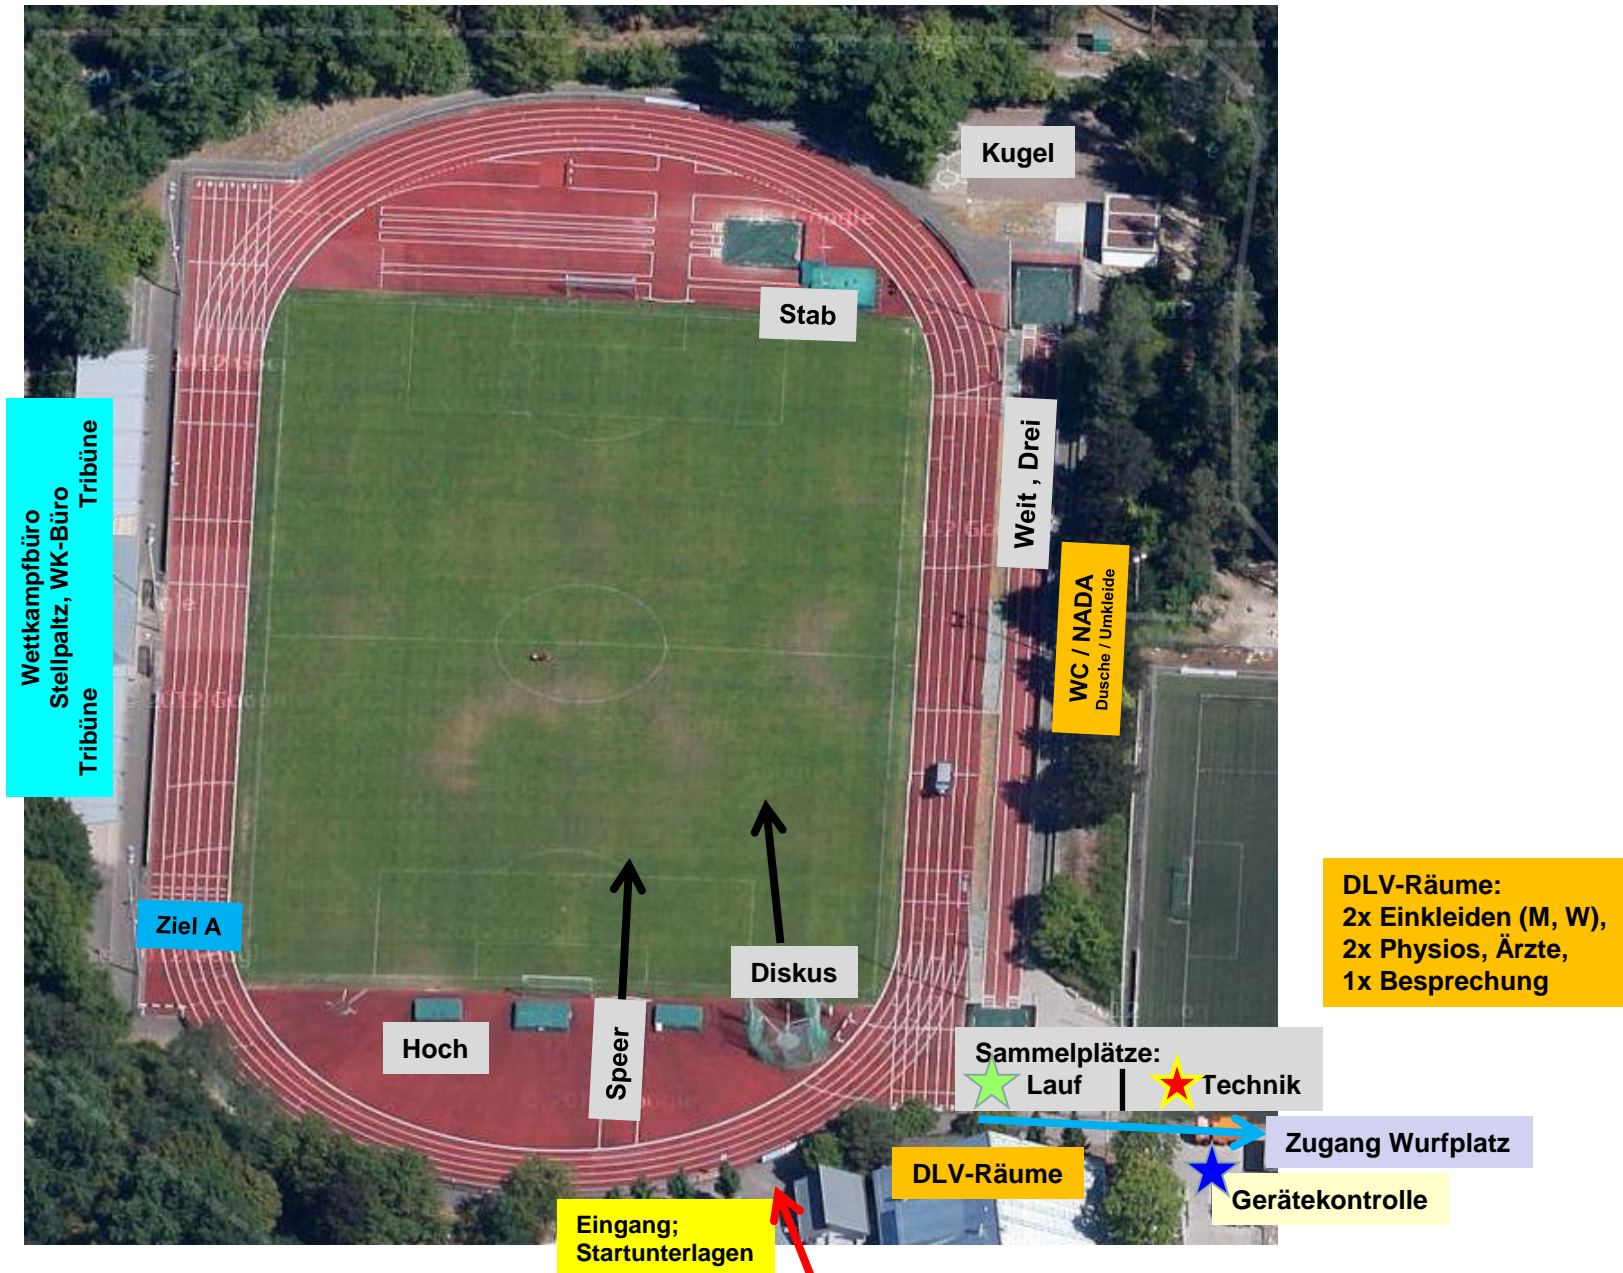 Kugel
Stab
Weit , Drei
Wettkampfbüro
Stellpaltz, WK-Büro
Tribüne
Tribüne
WC / NADA
Dusche / Umkleide
Ziel A
Diskus
Hoch
Speer
DLV-Räume:
2x Einkleiden (M, W),
2x Physios, Ärzte,
1x Besprechung
Sammelplätze:
Lauf
Technik
Zugang Wurfplatz
DLV-Räume
Gerätekontrolle
Eingang;
Startunterlagen